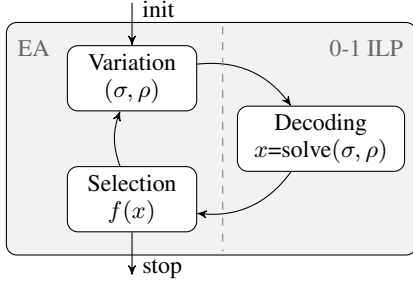 init
EA
0-1 ILP
Variation
(σ, ρ)
Decoding
x=solve(σ, ρ)
Selection
f(x)
stop